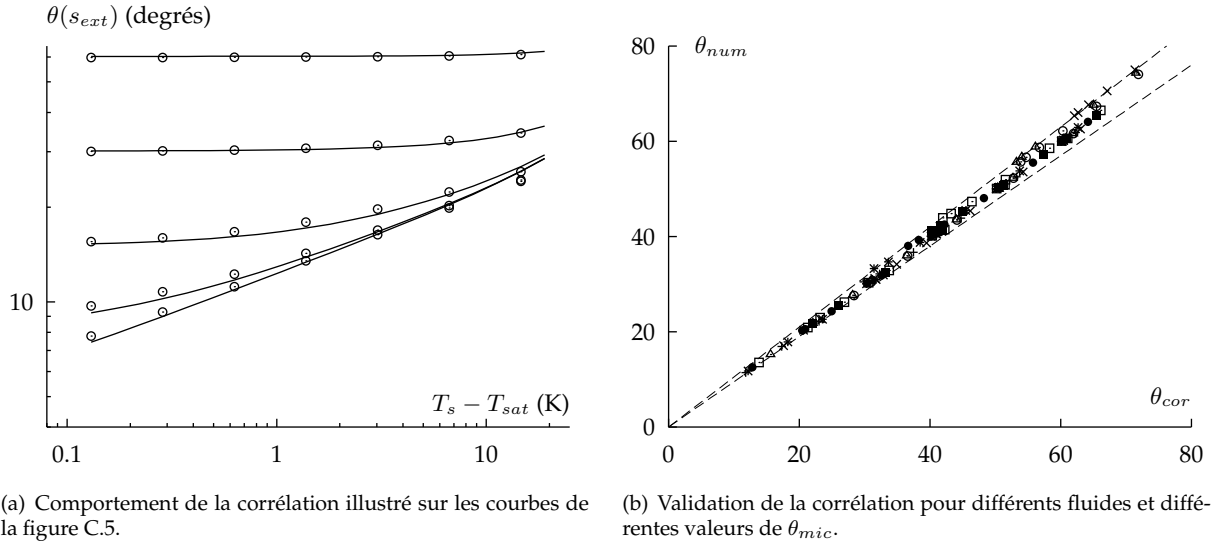 θ(s_ext) (degrés)
10
T_s − T_sat (K)
0.1 1 10
(a) Comportement de la corrélation illustré sur les courbes de
la figure C.5.
80
θ_num
60
40
20
θ_cor
0
0 20 40 60 80
(b) Validation de la corrélation pour différents fluides et diffé-
rentes valeurs de θ_mic.